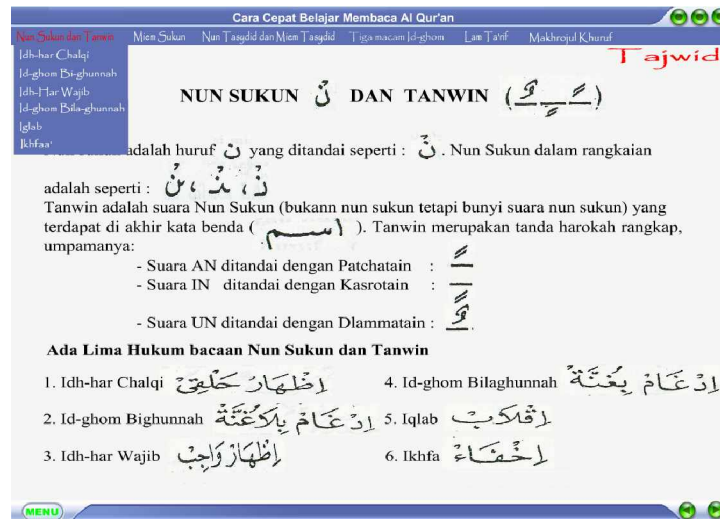 Cara Cepat Belajar Membaca Al Qur'an
Nun Sukun dan Tanwin Miem Sukun Nun Tasydid dan Miem Tasydid Tiga macam Id-ghom Lam Ta'rif Makhrojul Khuruf
Tajwid
Idh-har Chalqi
Id-ghom Bi-ghunnah
Idh-Har Wajib
Id-ghom Bila-ghunnah
Iqlab
Ikhfaa'
NUN SUKUN نْ DAN TANWIN ( ـًـٍـٌ )
adalah huruf ن yang ditandai seperti : نْ . Nun Sukun dalam rangkaian
adalah seperti :
Tanwin adalah suara Nun Sukun (bukann nun sukun tetapi bunyi suara nun sukun) yang
terdapat di akhir kata benda ( اسـم ). Tanwin merupakan tanda harokah rangkap,
umpamanya:
- Suara AN ditandai dengan Patchatain : ـً
- Suara IN ditandai dengan Kasrotain : ـٍ
- Suara UN ditandai dengan Dlammatain : ـٌ
Ada Lima Hukum bacaan Nun Sukun dan Tanwin
1. Idh-har Chalqi اِظْهَارُ حَلْقِيْ
2. Id-ghom Bighunnah اِدْغَامْ بِلاَغُنَّةْ
3. Idh-har Wajib اِظْهَارْ وَاجِبْ
4. Id-ghom Bilaghunnah اِدْغَامْ بِغُنَّةْ
5. Iqlab اِقْلاَبْ
6. Ikhfa اِخْفَاءْ
MENU